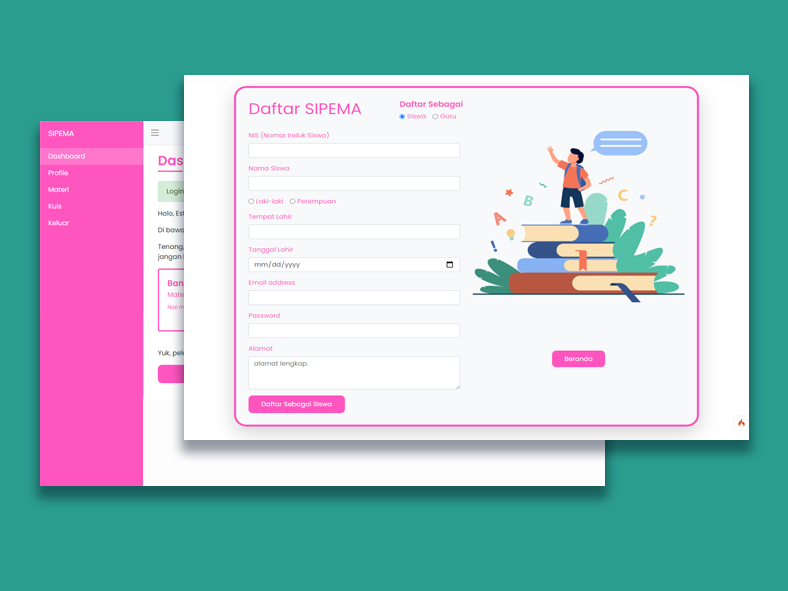 SIPEMA
Dashboard
Profile
Materi
Kuis
Keluar
Das
Login
Halo, Est
Di bawa
Tenang,
jangan
Ban
Mate
Yuk, pel
Daftar SIPEMA
Daftar Sebagai
Siswa Guru
NIS (Nomor Induk Siswa)
Nama Siswa
Laki-laki Perempuan
Tempat Lahir
Tanggal Lahir
mm/dd/yyyy
Email address
Password
Alamat
alamat lengkap.
Daftar Sebagai Siswa
A B C ? !
Beranda